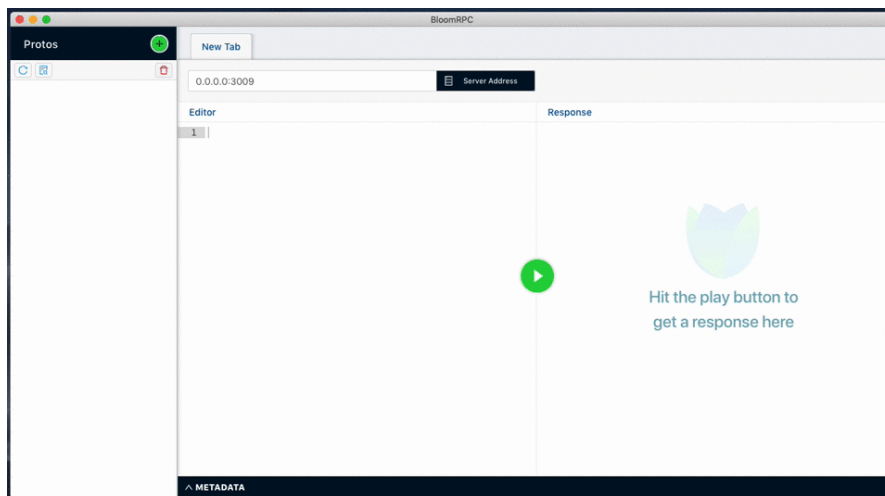 BloomRPC
Protos
New Tab
0.0.0.0:3009
Server Address
Editor
Response
1
Hit the play button to
get a response here
METADATA